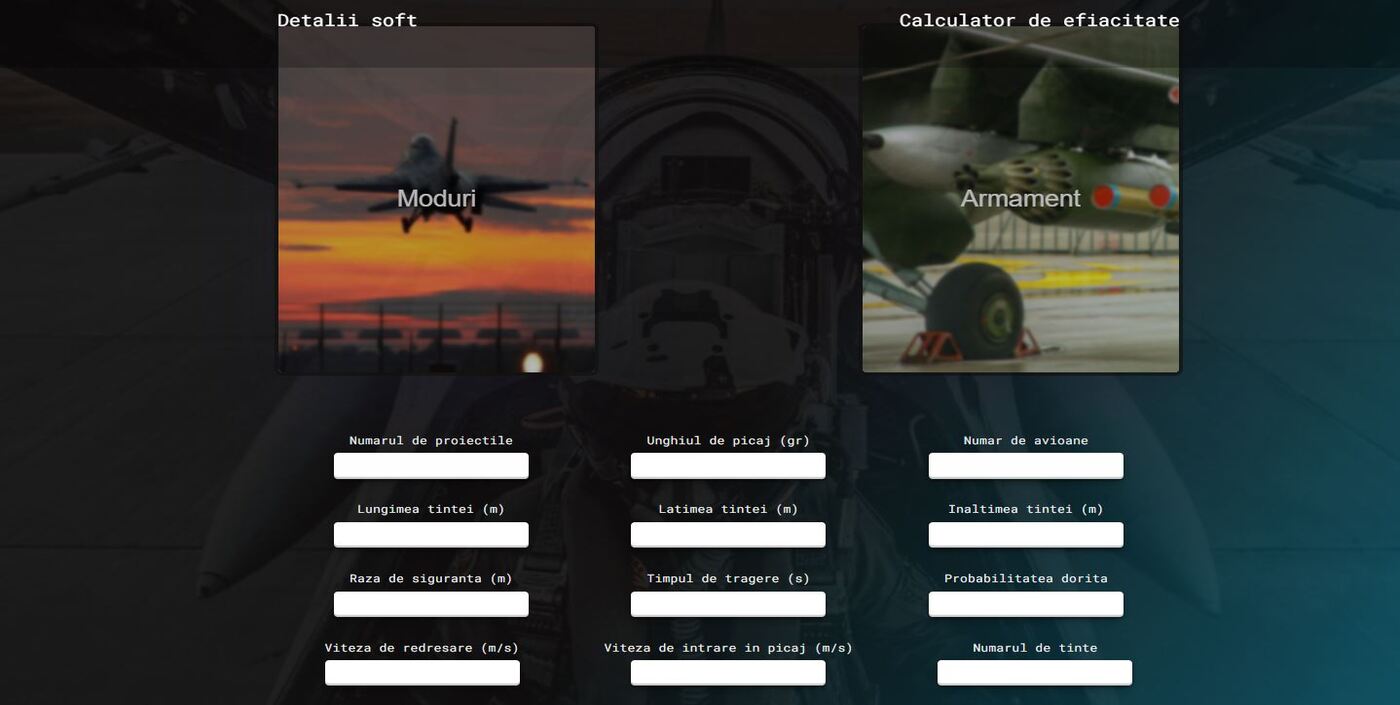 Detalii soft
Calculator de efiacitate
Moduri
Armament
Numarul de proiectile
Unghiul de picaj (gr)
Numar de avioane
Lungimea tintei (m)
Latimea tintei (m)
Inaltimea tintei (m)
Raza de siguranta (m)
Timpul de tragere (s)
Probabilitatea dorita
Viteza de redresare (m/s)
Viteza de intrare in picaj (m/s)
Numarul de tinte